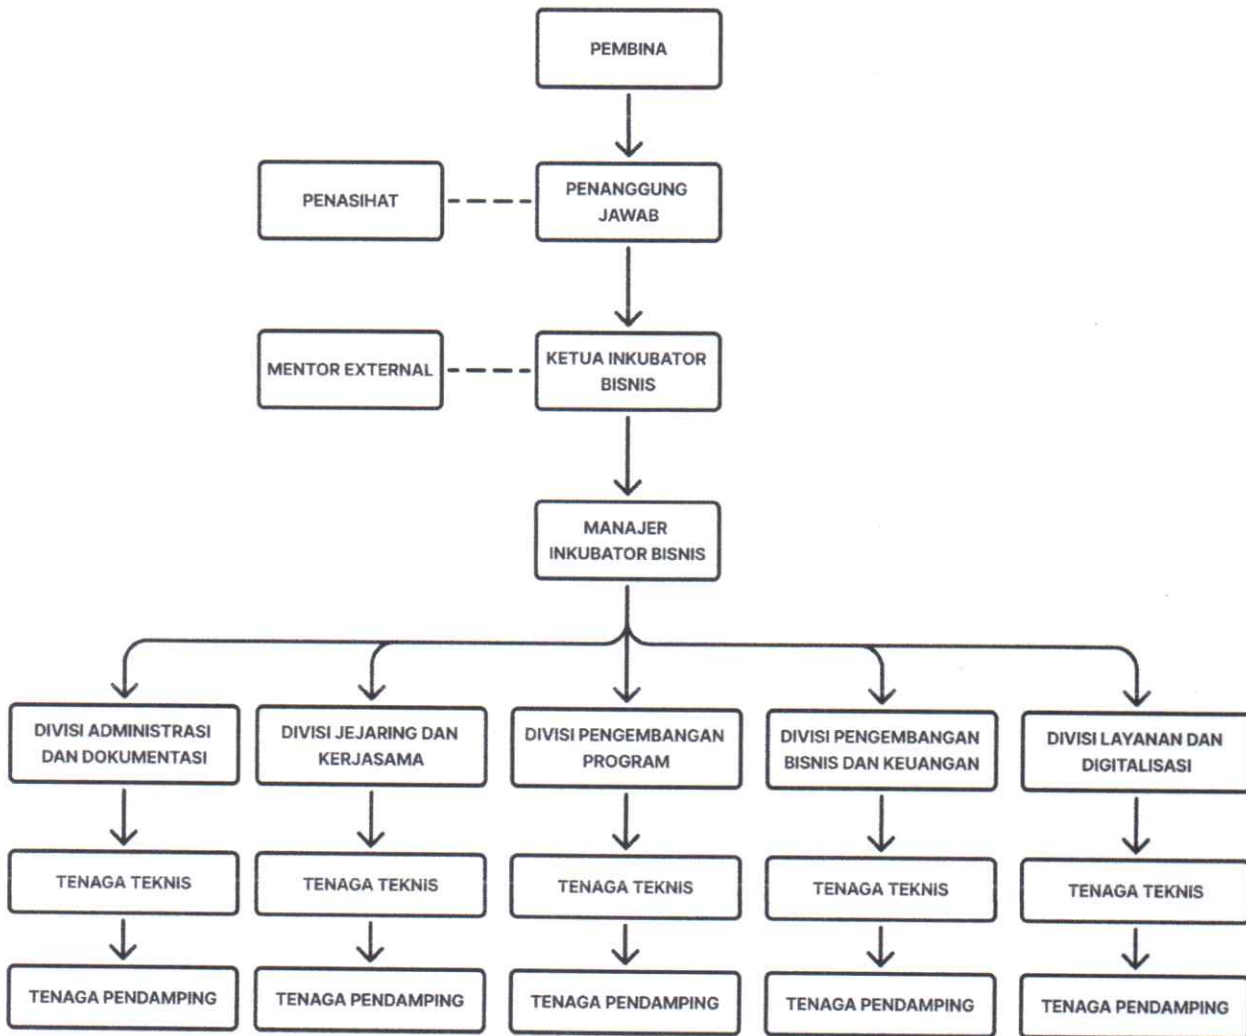 PEMBINA
PENASIHAT
PENANGGUNG
JAWAB
MENTOR EXTERNAL
KETUA INKUBATOR
BISNIS
MANAJER
INKUBATOR BISNIS
DIVISI ADMINISTRASI
DAN DOKUMENTASI
DIVISI JEJARING DAN
KERJASAMA
DIVISI PENGEMBANGAN
PROGRAM
DIVISI PENGEMBANGAN
BISNIS DAN KEUANGAN
DIVISI LAYANAN DAN
DIGITALISASI
TENAGA TEKNIS
TENAGA TEKNIS
TENAGA TEKNIS
TENAGA TEKNIS
TENAGA TEKNIS
TENAGA PENDAMPING
TENAGA PENDAMPING
TENAGA PENDAMPING
TENAGA PENDAMPING
TENAGA PENDAMPING